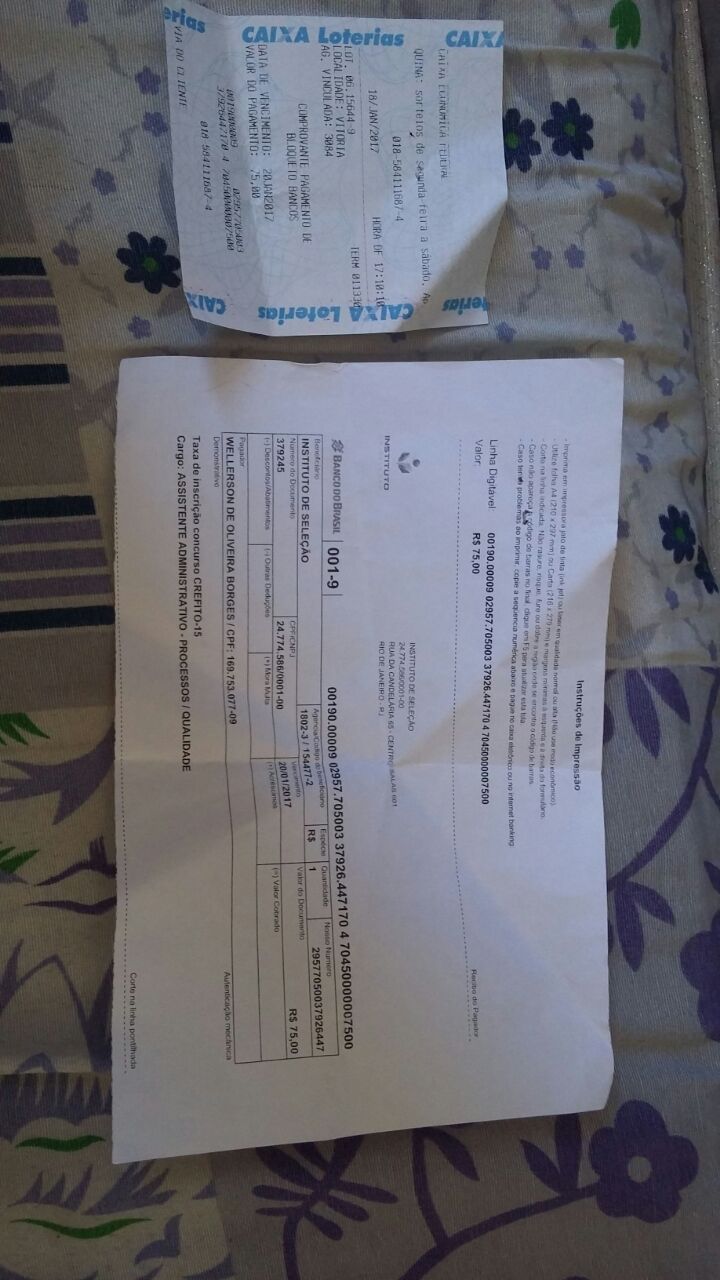 CAIXA Loterias
CAIXA ECONOMICA FEDERAL
QUINA: sorteios de segunda-feira a sábado.
018-584111687-4
18/JAN/2017 HORA DF 17:10:10
LOT. 06.15644-9 TERM 011330
LOCALIDADE: VITORIA
AG. VINCULADA: 3084
COMPROVANTE PAGAMENTO DE
BLOQUETO BANCOS
DATA DE VENCIMENTO: 20JAN2017
VALOR DO PAGAMENTO: 75,00
0019000009 02957705003
37926447170 4 70450000007500
018-584111687-4
VIA DO CLIENTE
CAIXA Loterias
Instruções de Impressão
- Imprima em impressora jato de tinta (ink jet) ou laser em qualidade normal ou alta (Não use modo econômico).
- Utilize folha A4 (210 x 297 mm) ou Carta (216 x 279 mm) e margens mínimas à esquerda e à direita do formulário.
- Corte na linha indicada. Não rasure, risque, fure ou dobre a região onde se encontra o código de barras.
- Caso não apareça o código de barras no final, clique em F5 para atualizar esta tela.
- Caso tenha problemas ao imprimir, copie a sequencia numérica abaixo e pague no caixa eletrônico ou no internet banking:
Linha Digitável: 00190.00009 02957.705003 37926.447170 4 70450000007500
Valor: R$ 75,00
Recibo do Pagador
INSTITUTO
INSTITUTO DE SELEÇÃO
24.774.586/0001-00
RUA DA CANDELÁRIA 65 - CENTRO SALAS 601
RIO DE JANEIRO - RJ
BANCO DO BRASIL 001-9 00190.00009 02957.705003 37926.447170 4 70450000007500
Beneficiário Agência/Código do beneficiário Espécie Quantidade Nosso Número
INSTITUTO DE SELEÇÃO 1802-3 / 154477-2 R$ 1 29577050037926447
Número do Documento CPF/CNPJ Vencimento Valor do Documento
379245 24.774.586/0001-00 20/01/2017 R$ 75,00
(-) Descontos/Abatimentos (-) Outras Deduções (+) Mora Multa (+) Acréscimos (=) Valor Cobrado
Pagador
WELLERSON DE OLIVEIRA BORGES / CPF: 169.753.077-09
Demonstrativo Autenticação mecânica
Taxa de inscrição concurso CREFITO-15
Cargo: ASSISTENTE ADMINISTRATIVO - PROCESSOS / QUALIDADE
Corte na linha pontilhada